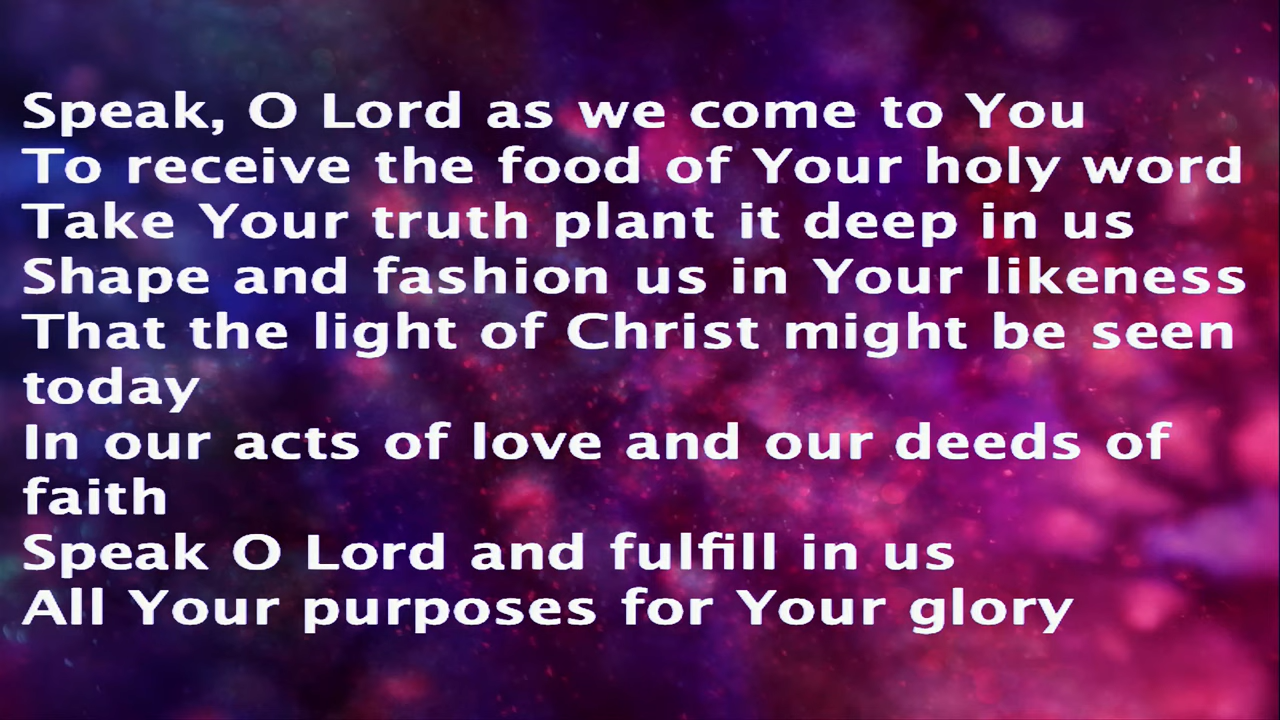 Speak, O Lord as we come to You
To receive the food of Your holy word
Take Your truth plant it deep in us
Shape and fashion us in Your likeness
That the light of Christ might be seen
today
In our acts of love and our deeds of
faith
Speak O Lord and fulfill in us
All Your purposes for Your glory